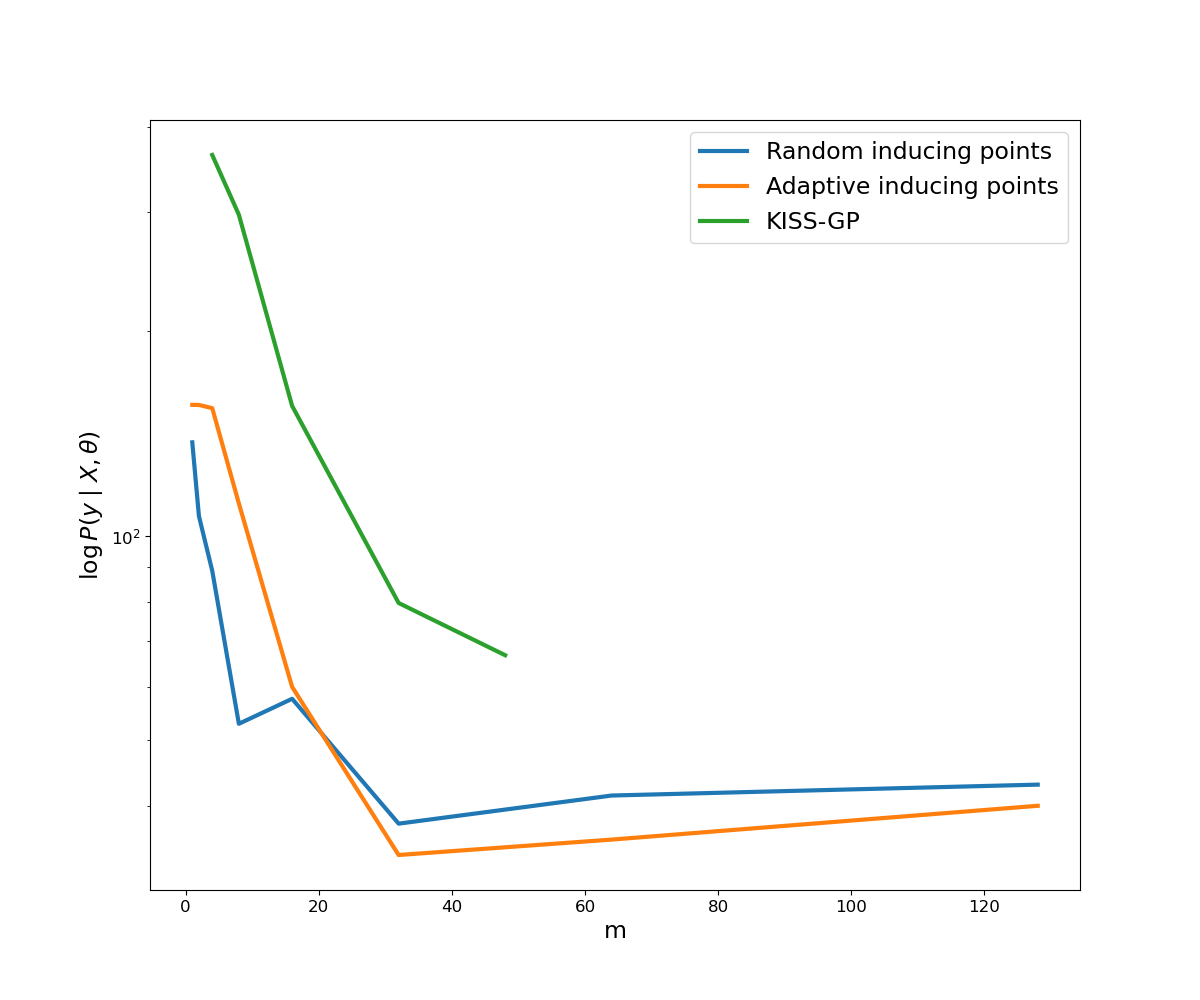 Random inducing points
Adaptive inducing points
KISS-GP
log P(y | X, θ)
10²
0 20 40 60 80 100 120
m